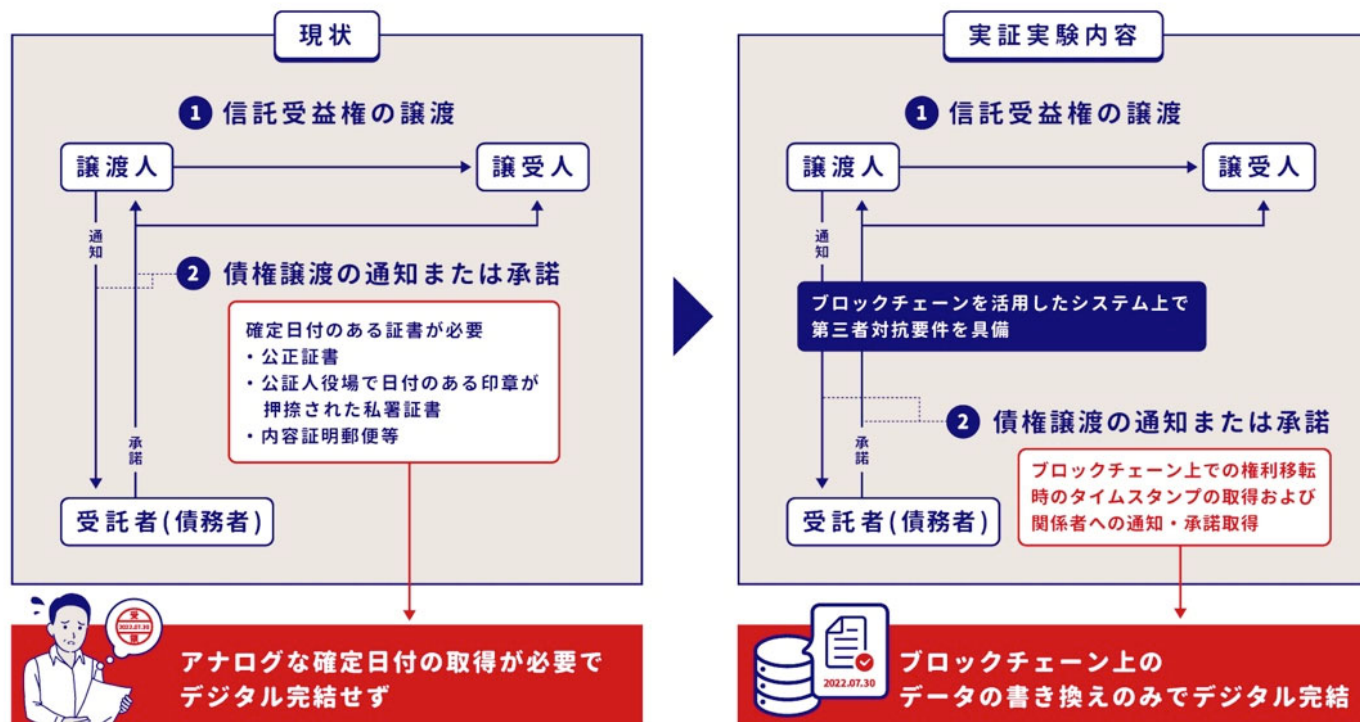 現状
1 信託受益権の譲渡
譲渡人
譲受人
通知
2 債権譲渡の通知または承諾
確定日付のある証書が必要
・公正証書
・公証人役場で日付のある印章が
押捺された私署証書
・内容証明郵便等
承諾
受託者(債務者)
受
2022.07.30
領
アナログな確定日付の取得が必要で
デジタル完結せず
実証実験内容
1 信託受益権の譲渡
譲渡人
譲受人
通知
ブロックチェーンを活用したシステム上で
第三者対抗要件を具備
2 債権譲渡の通知または承諾
承諾
ブロックチェーン上での権利移転
時のタイムスタンプの取得および
関係者への通知・承諾取得
受託者(債務者)
2022.07.30
ブロックチェーン上の
データの書き換えのみでデジタル完結